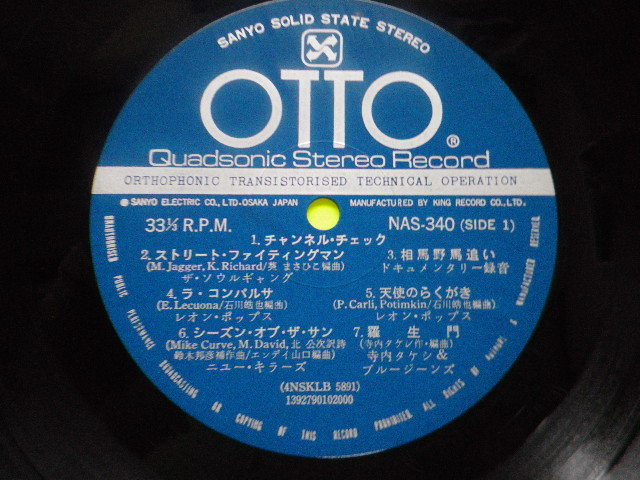 SANYO SOLID STATE STEREO
OTTO®
Quadsonic Stereo Record
ORTHOPHONIC TRANSISTORISED TECHNICAL OPERATION
SANYO ELECTRIC CO., LTD-OSAKA JAPAN MANUFACTURED BY KING RECORD CO., LTD.
33⅓ R.P.M. NAS-340 (SIDE 1)
1. チャンネル・チェック
2. ストリート・ファイティングマン
(M. Jagger, K. Richard/英 まさひこ編曲)
ザ・ソウルギャング
3. 相馬野馬追い
ドキュメンタリー録音
4. ラ・コンパルサ
(E. Lecuona/石川皓也編曲)
レオン・ポップス
5. 天使のらくがき
(P. Carli, Potimkin/石川皓也編曲)
レオン・ポップス
6. シーズン・オブ・ザ・サン
(Mike Curve, M. David, 北 公次訳詩
鈴木邦彦補作曲/エンディ山口編曲)
ニュー・キラーズ
7. 羅生門
(寺内タケシ作・編曲)
寺内タケシ&
ブルージーンズ
(4NSKLB 5891)
1392790102000
UNAUTHORISED PUBLIC PERFORMANCE BROADCASTING OR COPYING OF THIS RECORD PROHIBITED. ALL RIGHTS OF